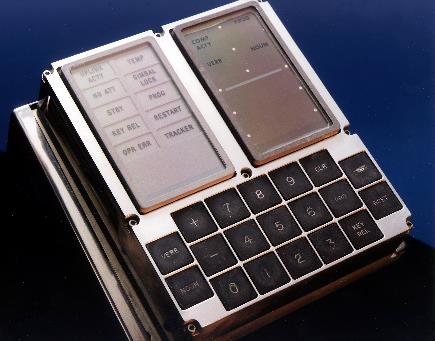 UPLINK ACTY TEMP
NO ATT GIMBAL LOCK
STBY PROG
KEY REL RESTART
OPR ERR TRACKER
COMP ACTY PROG
VERB NOUN
VERB + 7 8 9 CLR
NOUN - 4 5 6 PRO KEY REL
0 1 2 3